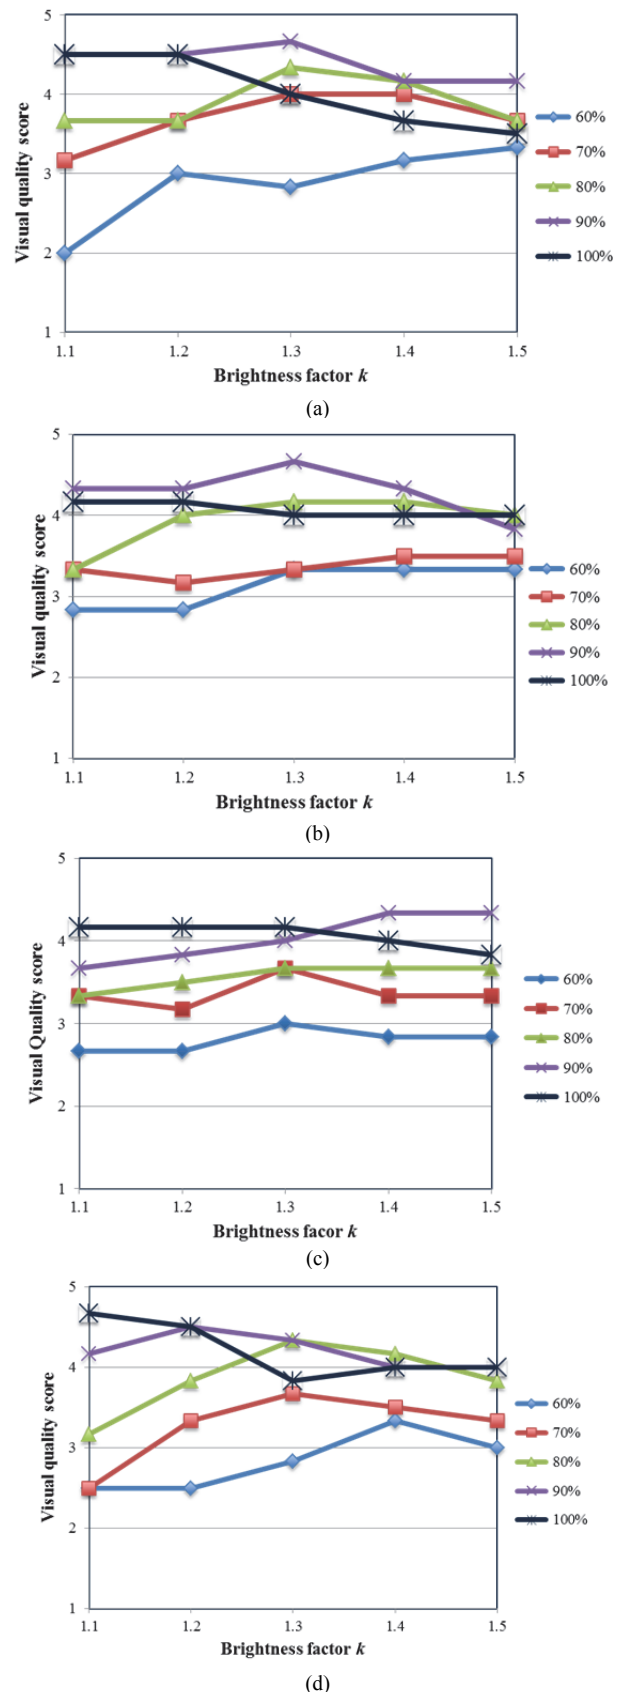 5
4
3
2
1
Visual quality score
1.1 1.2 1.3 1.4 1.5
Brightness factor k
60%
70%
80%
90%
100%
(a)
5
4
3
2
1
Visual quality score
1.1 1.2 1.3 1.4 1.5
Brightness factor k
60%
70%
80%
90%
100%
(b)
5
4
3
2
1
Visual Quality score
1.1 1.2 1.3 1.4 1.5
Brightness facor k
60%
70%
80%
90%
100%
(c)
5
4
3
2
1
Visual quality score
1.1 1.2 1.3 1.4 1.5
Brightness factor k
60%
70%
80%
90%
100%
(d)